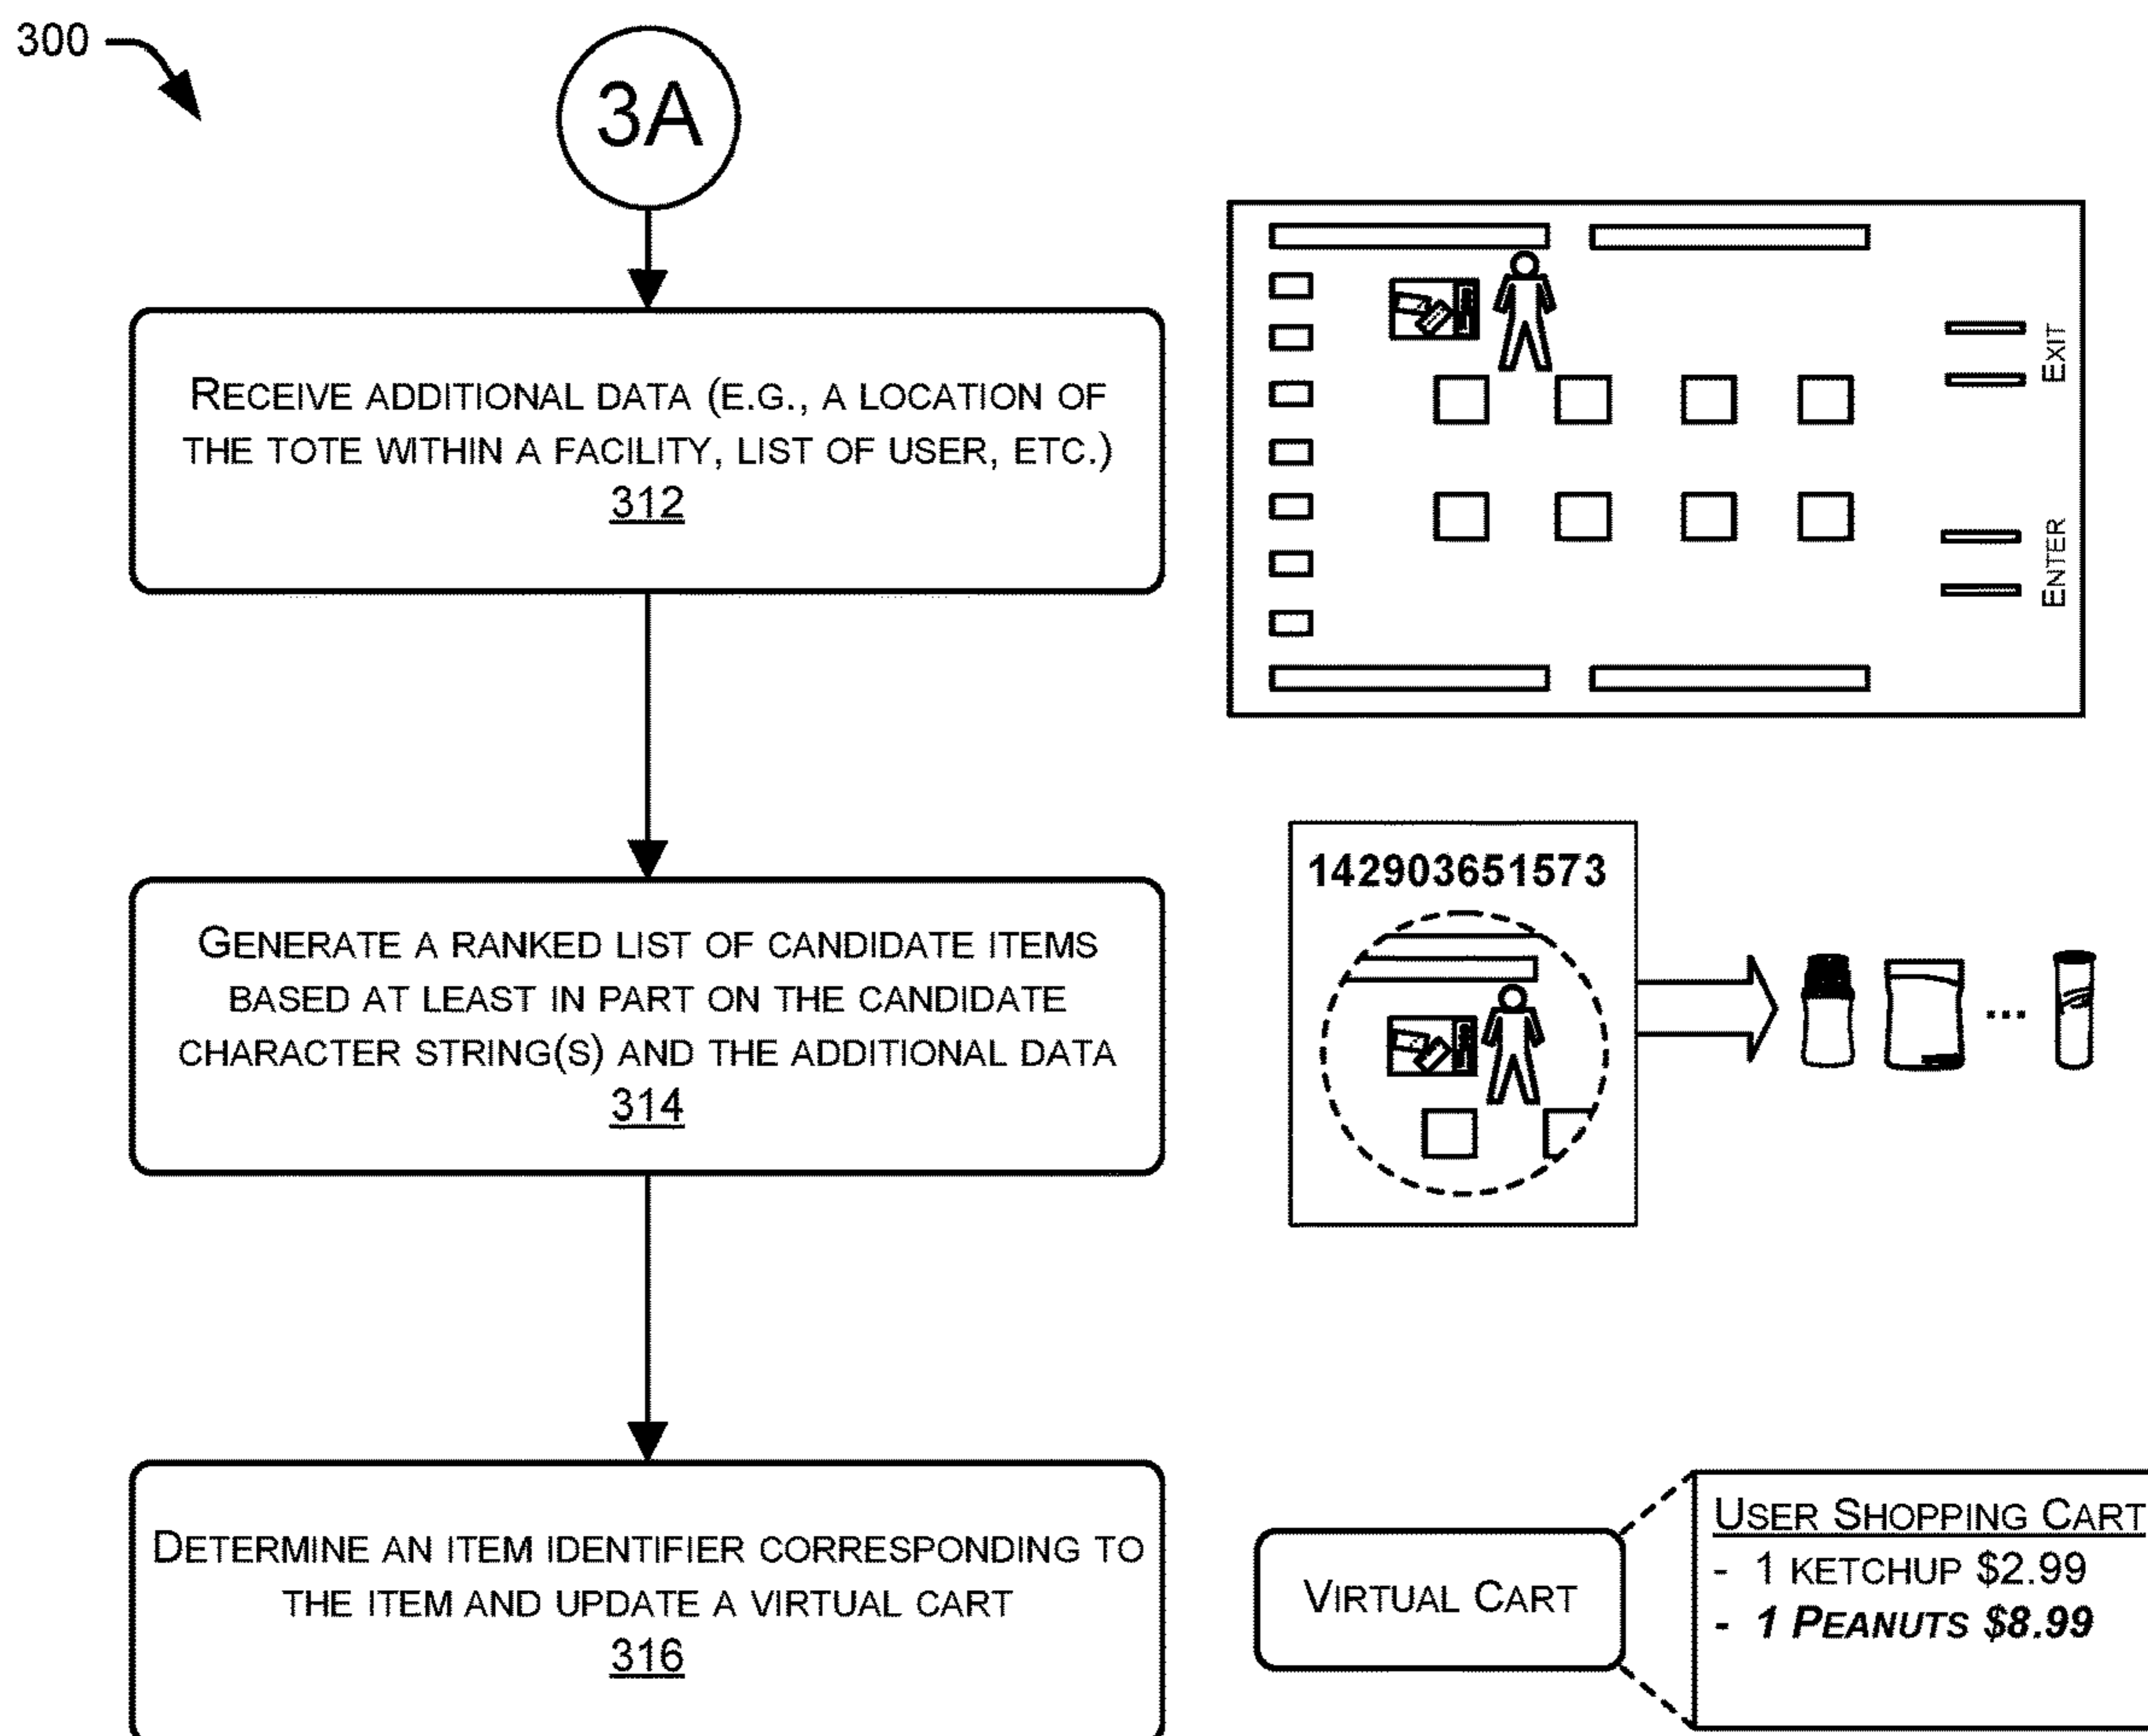 300
3A
RECEIVE ADDITIONAL DATA (E.G., A LOCATION OF
THE TOTE WITHIN A FACILITY, LIST OF USER, ETC.)
312
EXIT
ENTER
GENERATE A RANKED LIST OF CANDIDATE ITEMS
BASED AT LEAST IN PART ON THE CANDIDATE
CHARACTER STRING(S) AND THE ADDITIONAL DATA
314
142903651573
...
DETERMINE AN ITEM IDENTIFIER CORRESPONDING TO
THE ITEM AND UPDATE A VIRTUAL CART
316
VIRTUAL CART
USER SHOPPING CART
- 1 KETCHUP $2.99
- 1 PEANUTS $8.99